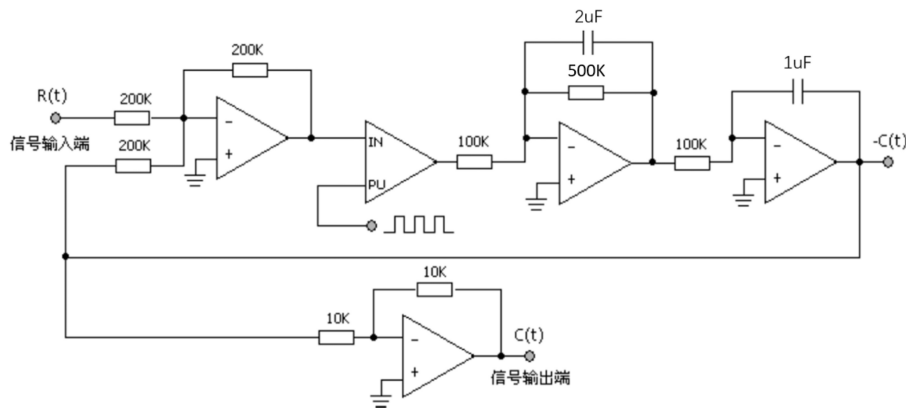 2uF
200K
500K
1uF
R(t)
200K
信号输入端
200K
IN
PU
100K
100K
-C(t)
10K
10K
C(t)
信号输出端